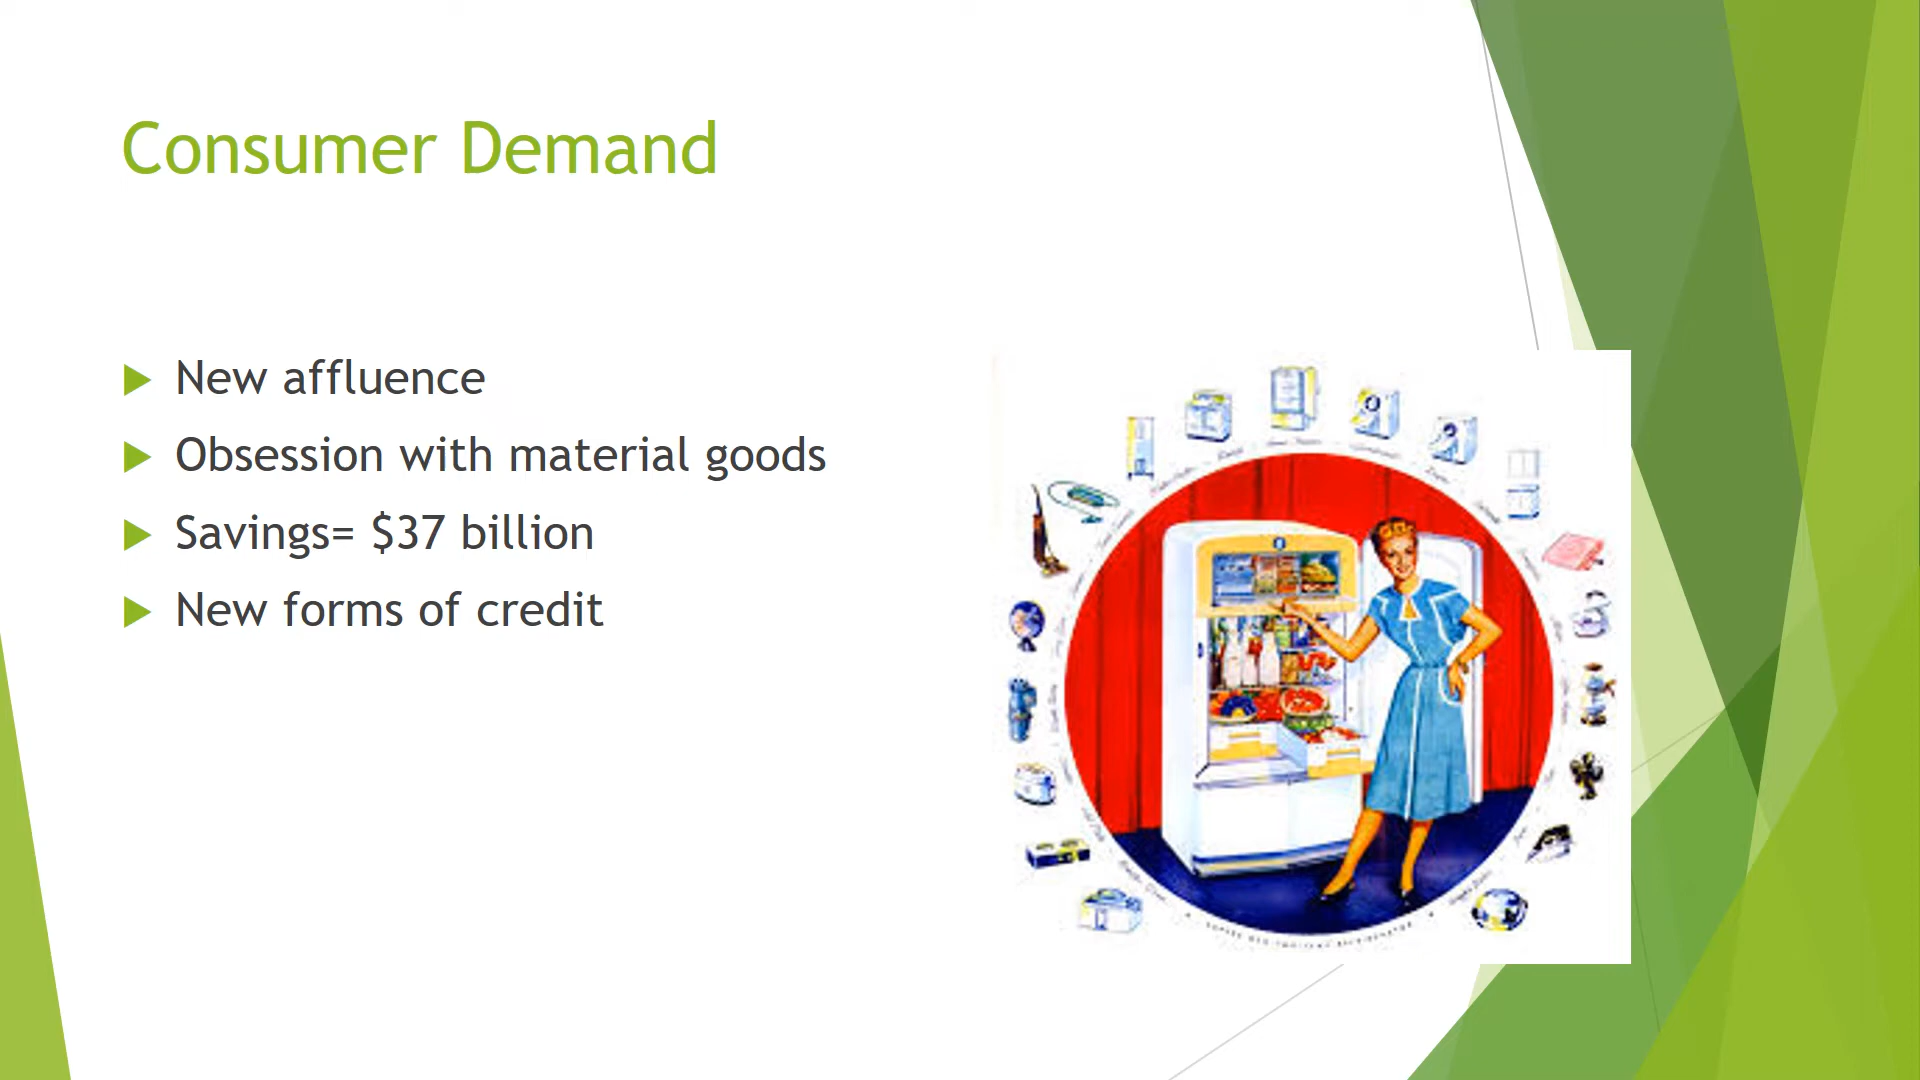 Consumer Demand
New affluence
Obsession with material goods
Savings= $37 billion
New forms of credit